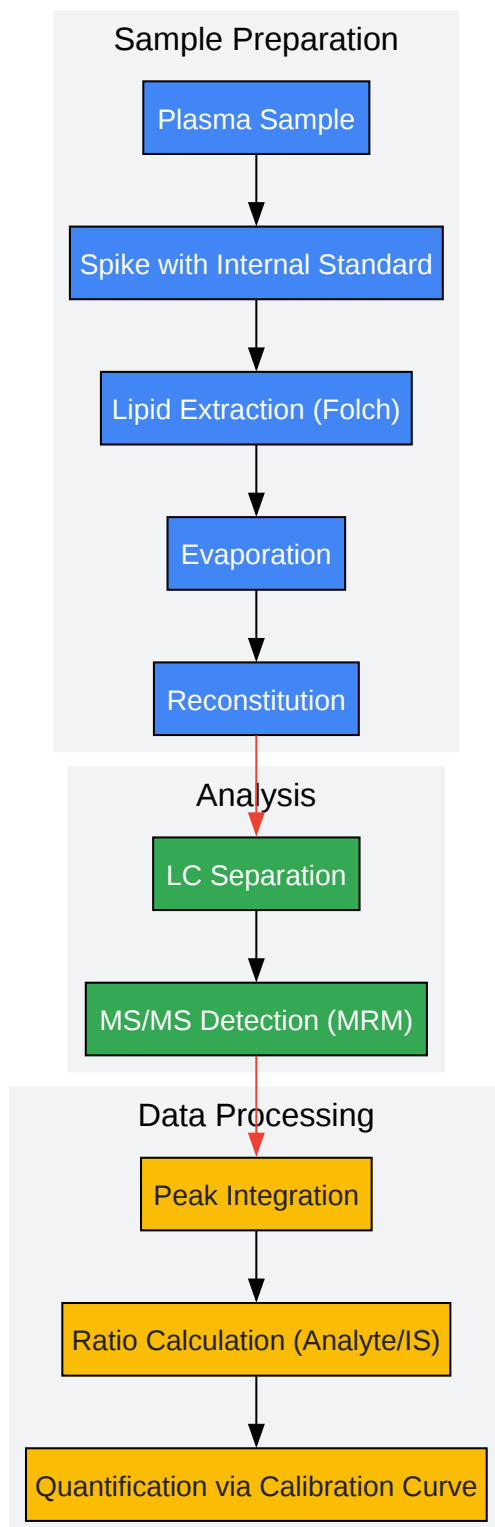 Sample Preparation
Plasma Sample
Spike with Internal Standard
Lipid Extraction (Folch)
Evaporation
Reconstitution
Analysis
LC Separation
MS/MS Detection (MRM)
Data Processing
Peak Integration
Ratio Calculation (Analyte/IS)
Quantification via Calibration Curve